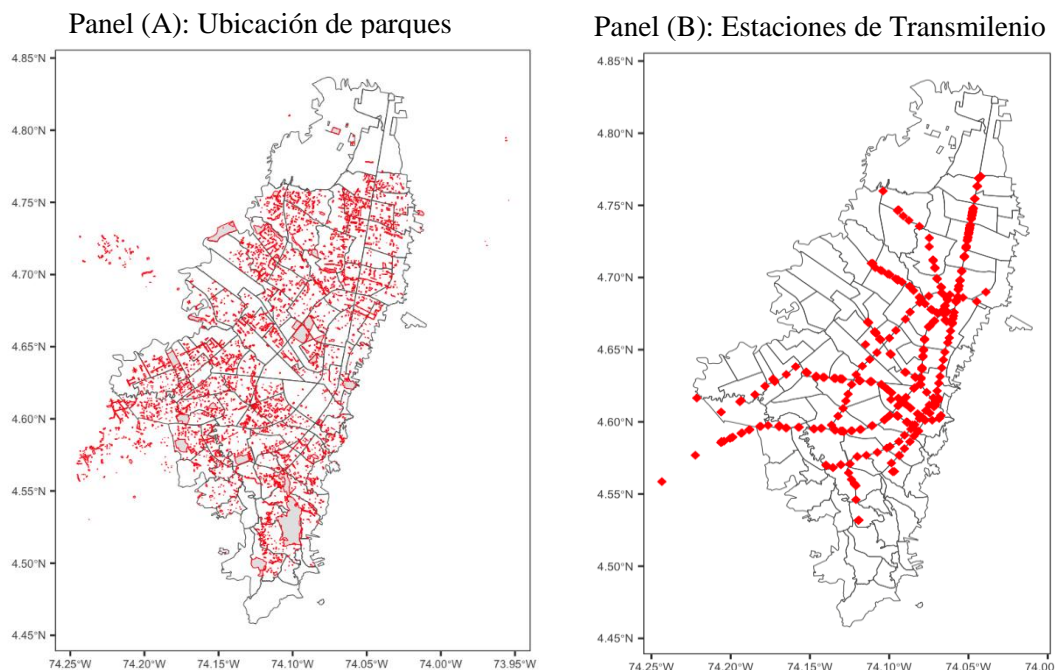 Panel (A): Ubicación de parques
4.85°N
4.80°N
4.75°N
4.70°N
4.65°N
4.60°N
4.55°N
4.50°N
4.45°N
74.25°W 74.20°W 74.15°W 74.10°W 74.05°W 74.00°W 73.95°W
Panel (B): Estaciones de Transmilenio
4.85°N
4.80°N
4.75°N
4.70°N
4.65°N
4.60°N
4.55°N
4.50°N
4.45°N
74.25°W 74.20°W 74.15°W 74.10°W 74.05°W 74.00°